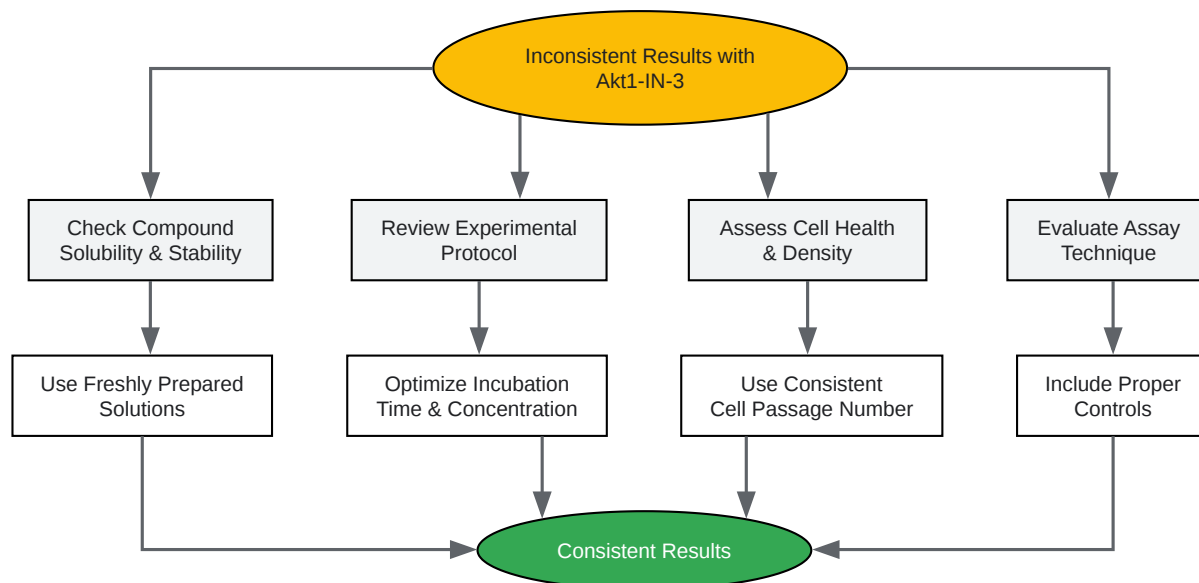 Inconsistent Results with
Akt1-IN-3
Check Compound
Solubility & Stability
Review Experimental
Protocol
Assess Cell Health
& Density
Evaluate Assay
Technique
Use Freshly Prepared
Solutions
Optimize Incubation
Time & Concentration
Use Consistent
Cell Passage Number
Include Proper
Controls
Consistent Results